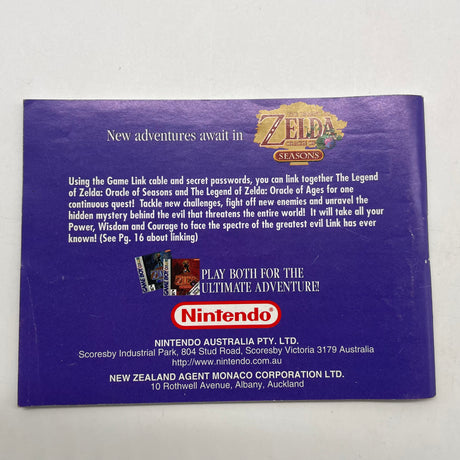 New adventures await in
ZELDA
SEASONS
Using the Game Link cable and secret passwords, you can link together The Legend
of Zelda: Oracle of Seasons and The Legend of Zelda: Oracle of Ages for one
continuous quest! Tackle new challenges, fight off new enemies and unravel the
hidden mystery behind the evil that threatens the entire world! It will take all your
Power, Wisdom and Courage to face the spectre of the greatest evil Link has ever
known! (See Pg. 16 about linking)
PLAY BOTH FOR THE
ULTIMATE ADVENTURE!
Nintendo
NINTENDO AUSTRALIA PTY. LTD.
Scoresby Industrial Park, 804 Stud Road, Scoresby Victoria 3179 Australia
http://www.nintendo.com.au
NEW ZEALAND AGENT MONACO CORPORATION LTD.
10 Rothwell Avenue, Albany, Auckland